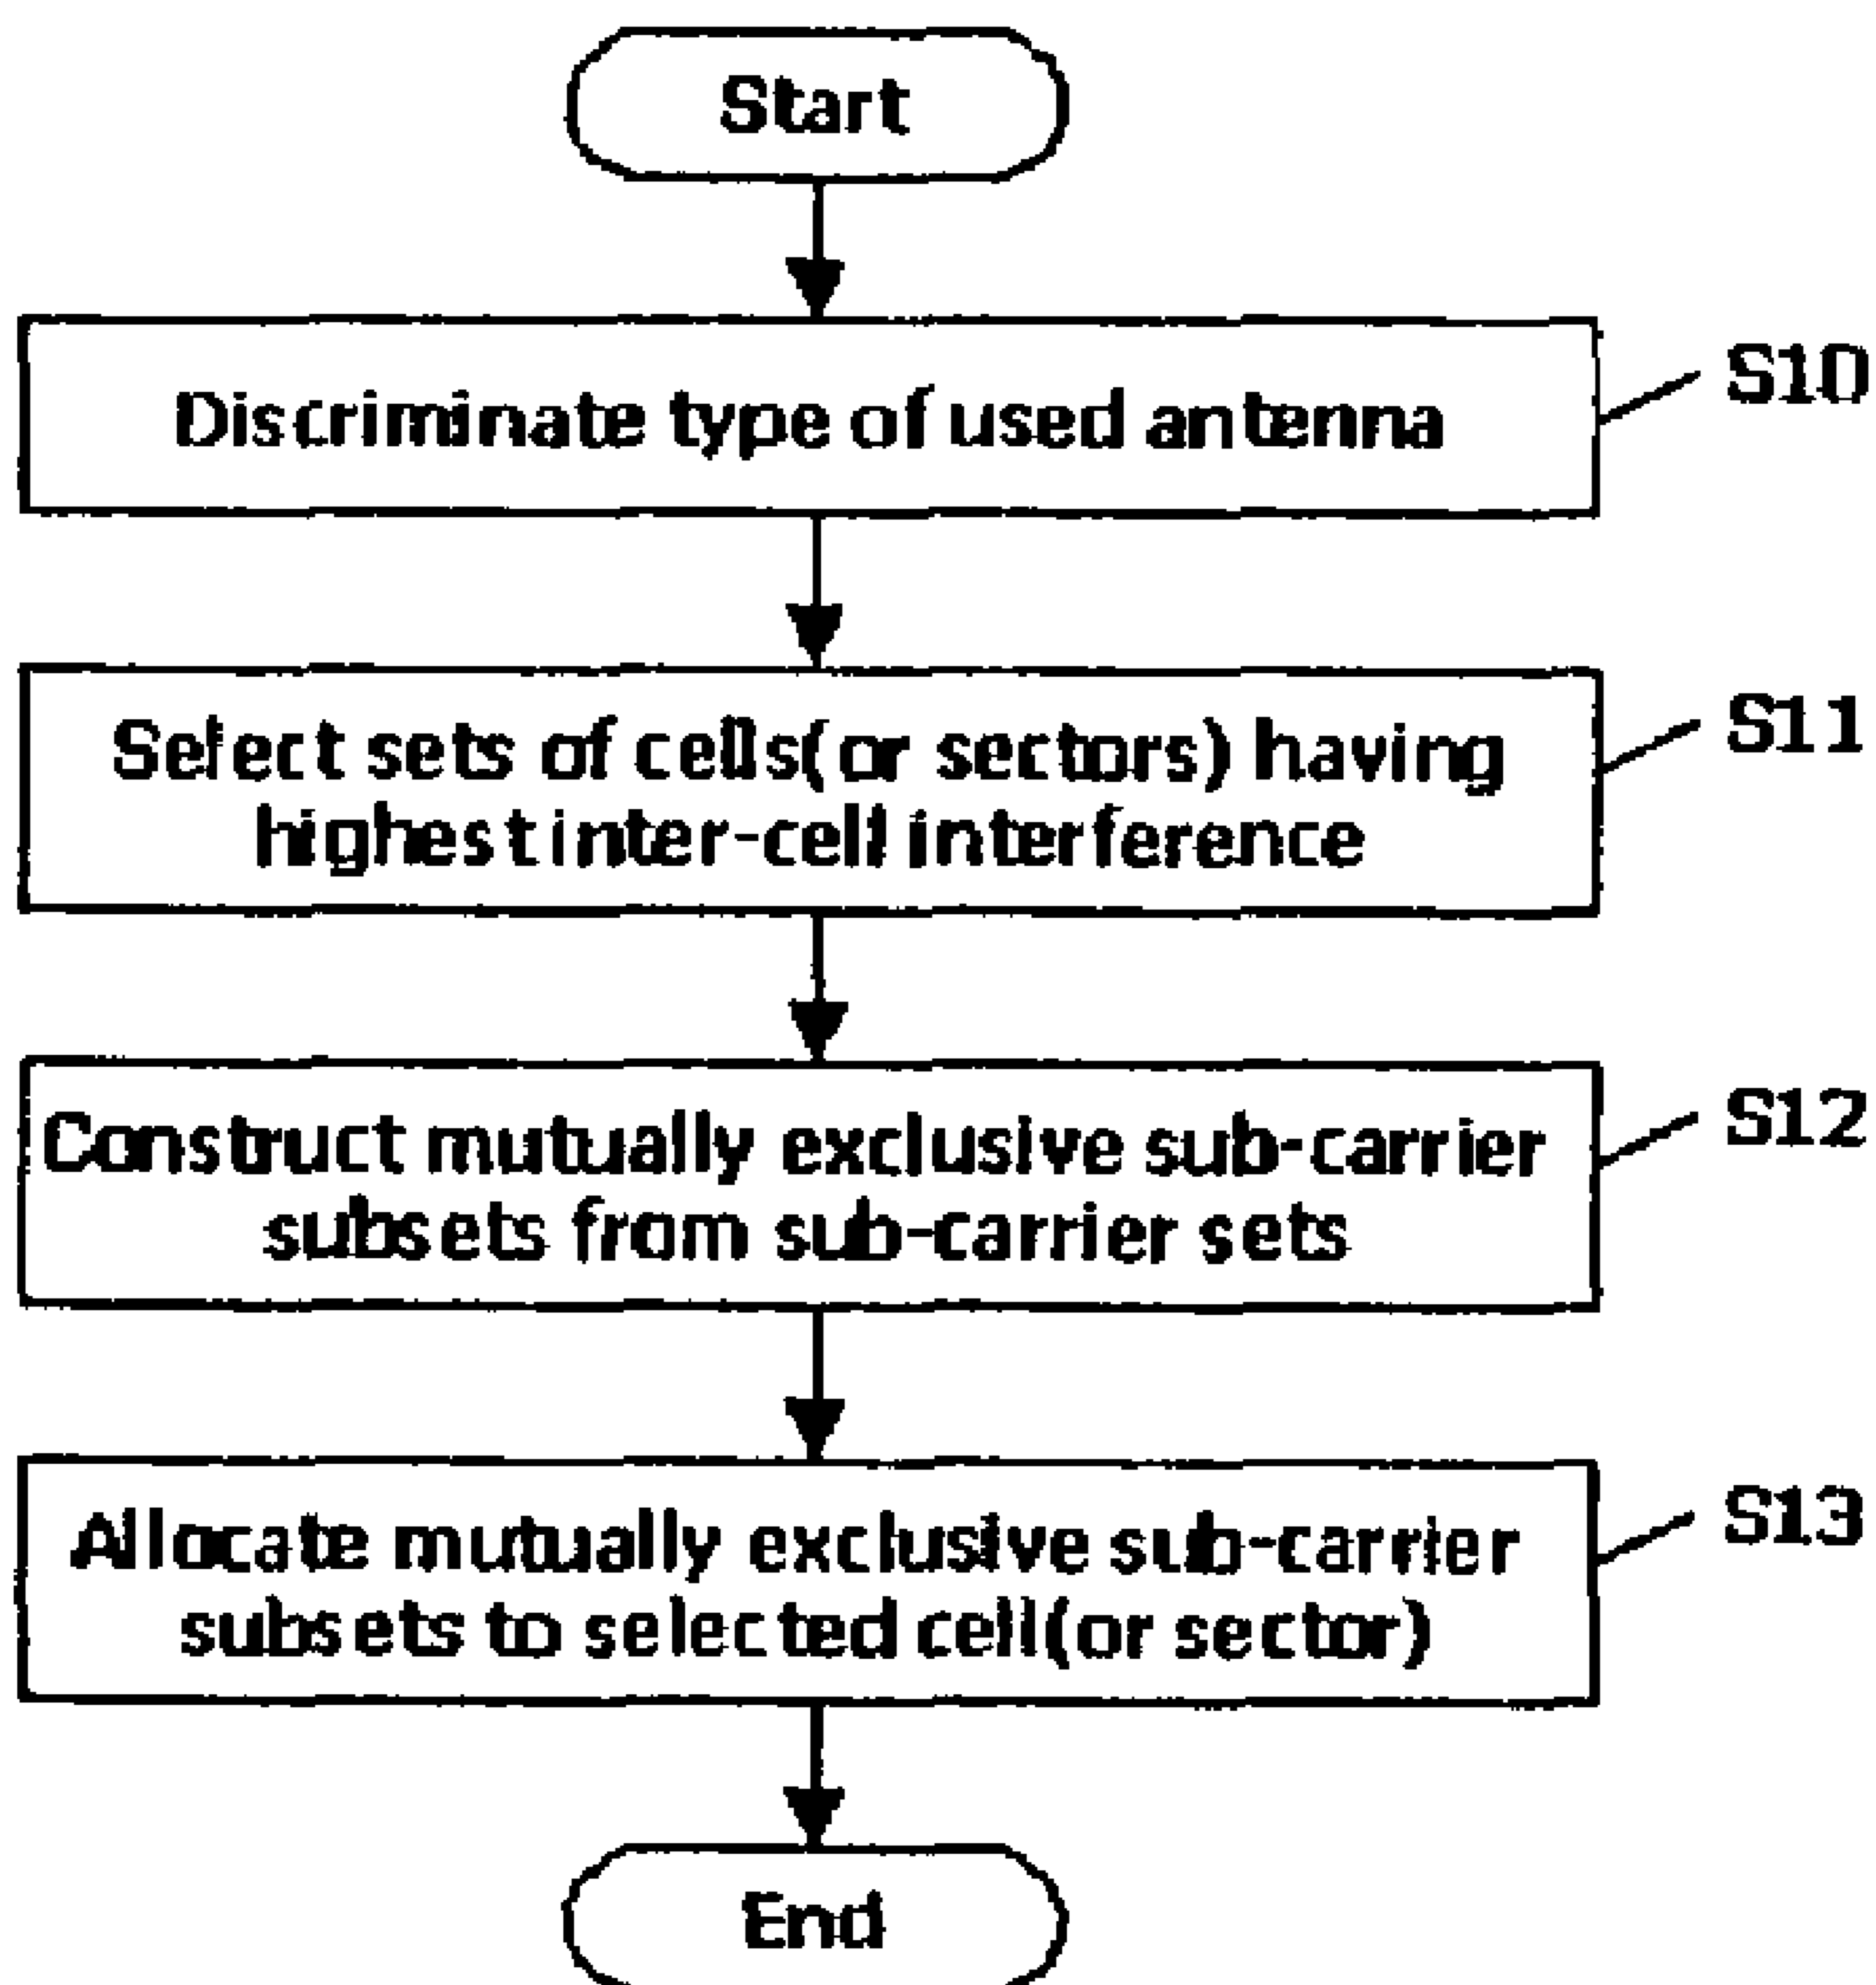 Start
Discriminate type of used antenna
S10
Select sets of cells(or sectors) having
highest inter-cell interference
S11
Construct mutually exclusive sub-carrier
subsets from sub-carrier sets
S12
Allocate mutually exclusive sub-carrier
subsets to selected cell(or sector)
S13
End